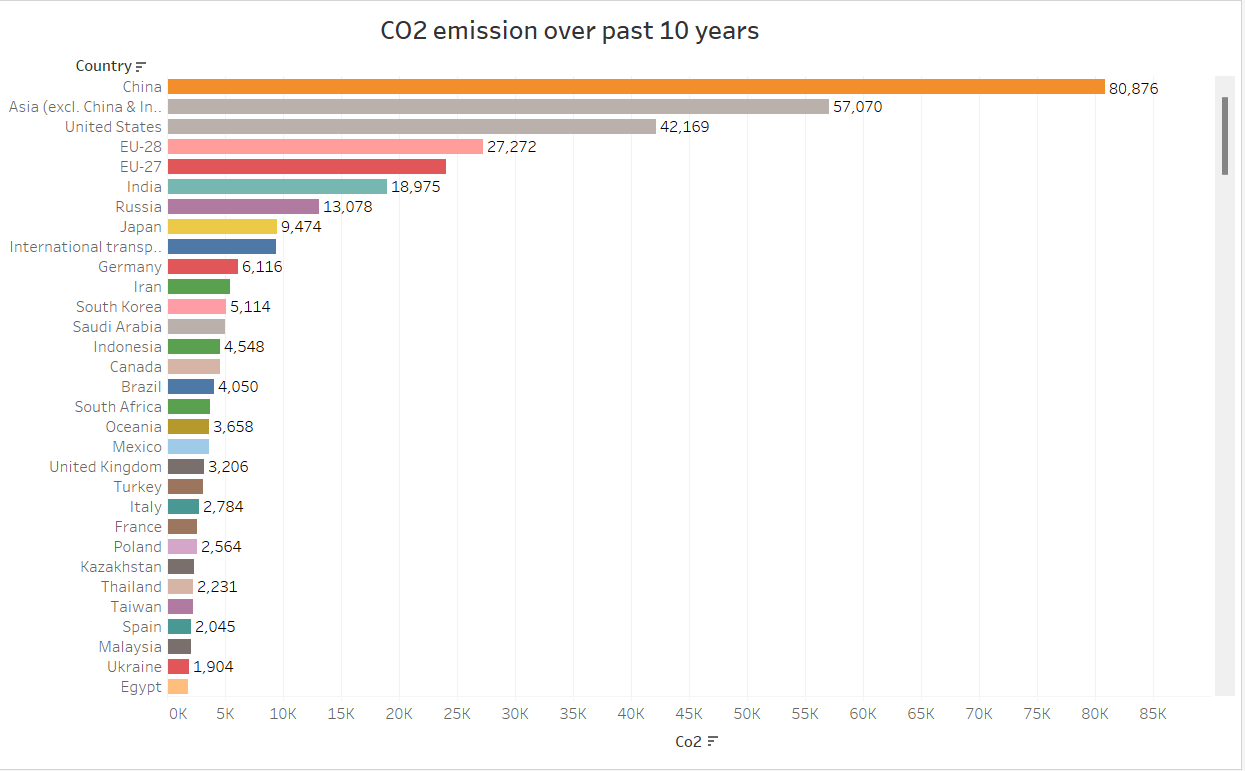 CO2 emission over past 10 years
Country
China 80,876
Asia (excl. China & In.. 57,070
United States 42,169
EU-28 27,272
EU-27
India 18,975
Russia 13,078
Japan 9,474
International transp..
Germany 6,116
Iran
South Korea 5,114
Saudi Arabia
Indonesia 4,548
Canada
Brazil 4,050
South Africa
Oceania 3,658
Mexico
United Kingdom 3,206
Turkey
Italy 2,784
France
Poland 2,564
Kazakhstan
Thailand 2,231
Taiwan
Spain 2,045
Malaysia
Ukraine 1,904
Egypt
0K 5K 10K 15K 20K 25K 30K 35K 40K 45K 50K 55K 60K 65K 70K 75K 80K 85K
Co2